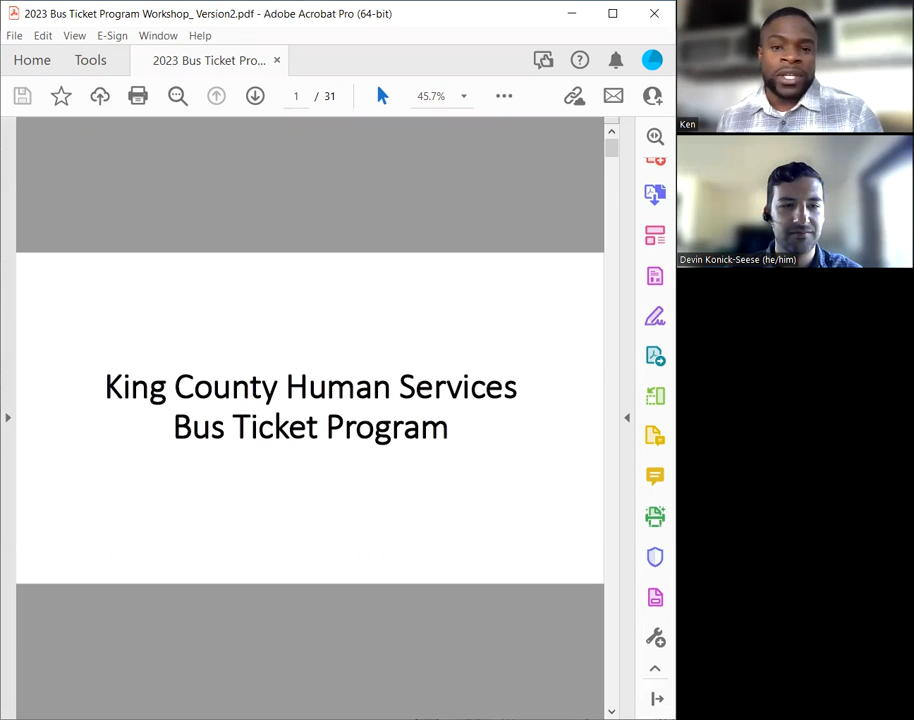 2023 Bus Ticket Program Workshop_ Version2.pdf - Adobe Acrobat Pro (64-bit)
File Edit View E-Sign Window Help
Home Tools 2023 Bus Ticket Pro... ×
1 / 31 45.7%
King County Human Services
Bus Ticket Program
Ken
Devin Konick-Seese (he/him)